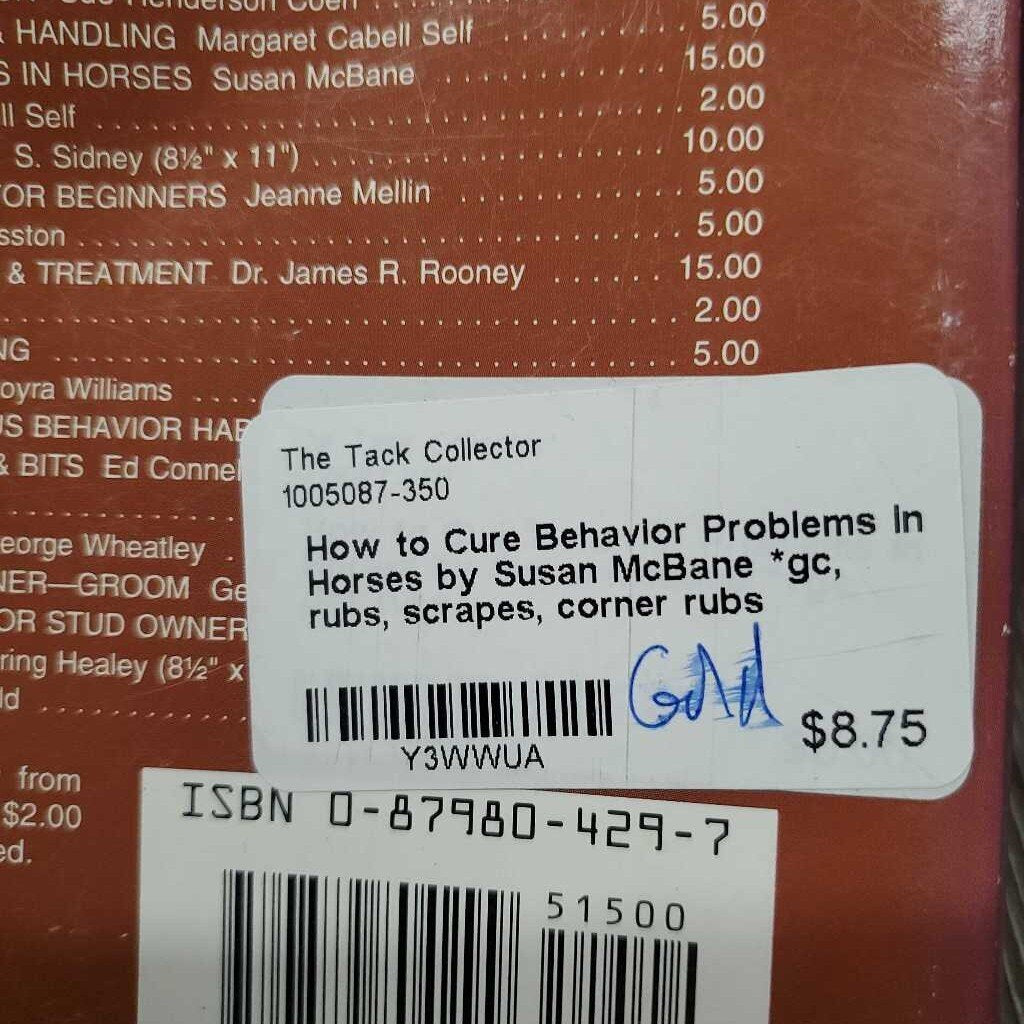 Henderson Coen
& HANDLING Margaret Cabell Self . . . . . . . . . . . . . 5.00
S IN HORSES Susan McBane . . . . . . . . . . . . . . . 15.00
ll Self . . . . . . . . . . . . . . . . . . . . . . . . . . . . . . . 2.00
S. Sidney (8½" x 11") . . . . . . . . . . . . . . . . . . . . 10.00
OR BEGINNERS Jeanne Mellin . . . . . . . . . . . . . 5.00
sston . . . . . . . . . . . . . . . . . . . . . . . . . . . . . . . 5.00
& TREATMENT Dr. James R. Rooney . . . . . . 15.00
. . . . . . . . . . . . . . . . . . . . . . . . . . . . . . . . . . . 2.00
NG . . . . . . . . . . . . . . . . . . . . . . . . . . . . . . . . . 5.00
oyra Williams . . . .
US BEHAVIOR HAB
& BITS Ed Connel
eorge Wheatley .
NER—GROOM Ge
OR STUD OWNER
ring Healey (8½" x
ld . . . . . . . . . . . . .
from
$2.00
ed.
The Tack Collector
1005087-350
How to Cure Behavior Problems In
Horses by Susan McBane *gc,
rubs, scrapes, corner rubs
$8.75
Y3WWUA
ISBN 0-87980-429-7
51500